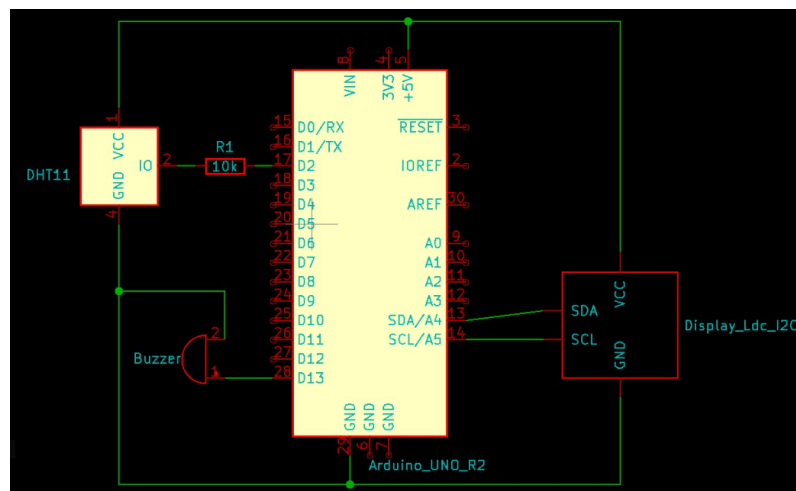 8
4
5
VIN
3V3
+5V
1
VCC
IO
2
GND
4
DHT11
R1
10k
15
D0/RX
16
D1/TX
17
D2
18
D3
19
D4
20
D5
21
D6
22
D7
23
D8
24
D9
25
D10
26
D11
27
D12
28
D13
RESET
3
IOREF
2
AREF
30
A0
9
A1
10
A2
11
A3
12
SDA/A4
13
SCL/A5
14
SDA
SCL
VCC
GND
Display_Ldc_I2C
2
Buzzer
1
GND
GND
GND
29
6
7
Arduino_UNO_R2